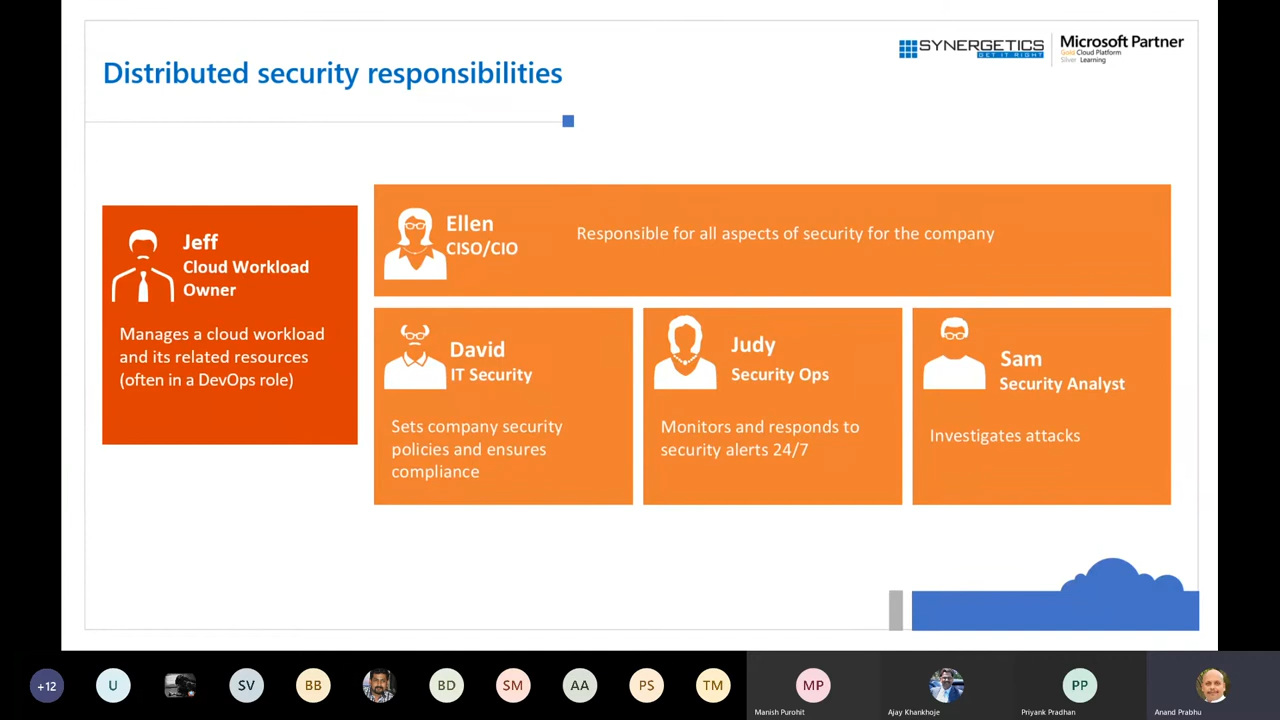 Distributed security responsibilities
SYNERGETICS
GET IT RIGHT
Microsoft Partner
Gold Cloud Platform
Silver Learning
Jeff
Cloud Workload
Owner
Manages a cloud workload
and its related resources
(often in a DevOps role)
Ellen
CISO/CIO
Responsible for all aspects of security for the company
David
IT Security
Sets company security
policies and ensures
compliance
Judy
Security Ops
Monitors and responds to
security alerts 24/7
Sam
Security Analyst
Investigates attacks
+12
U
SV
BB
BD
SM
AA
PS
TM
MP
Manish Purohit
Ajay Khankhoje
PP
Priyank Pradhan
Anand Prabhu